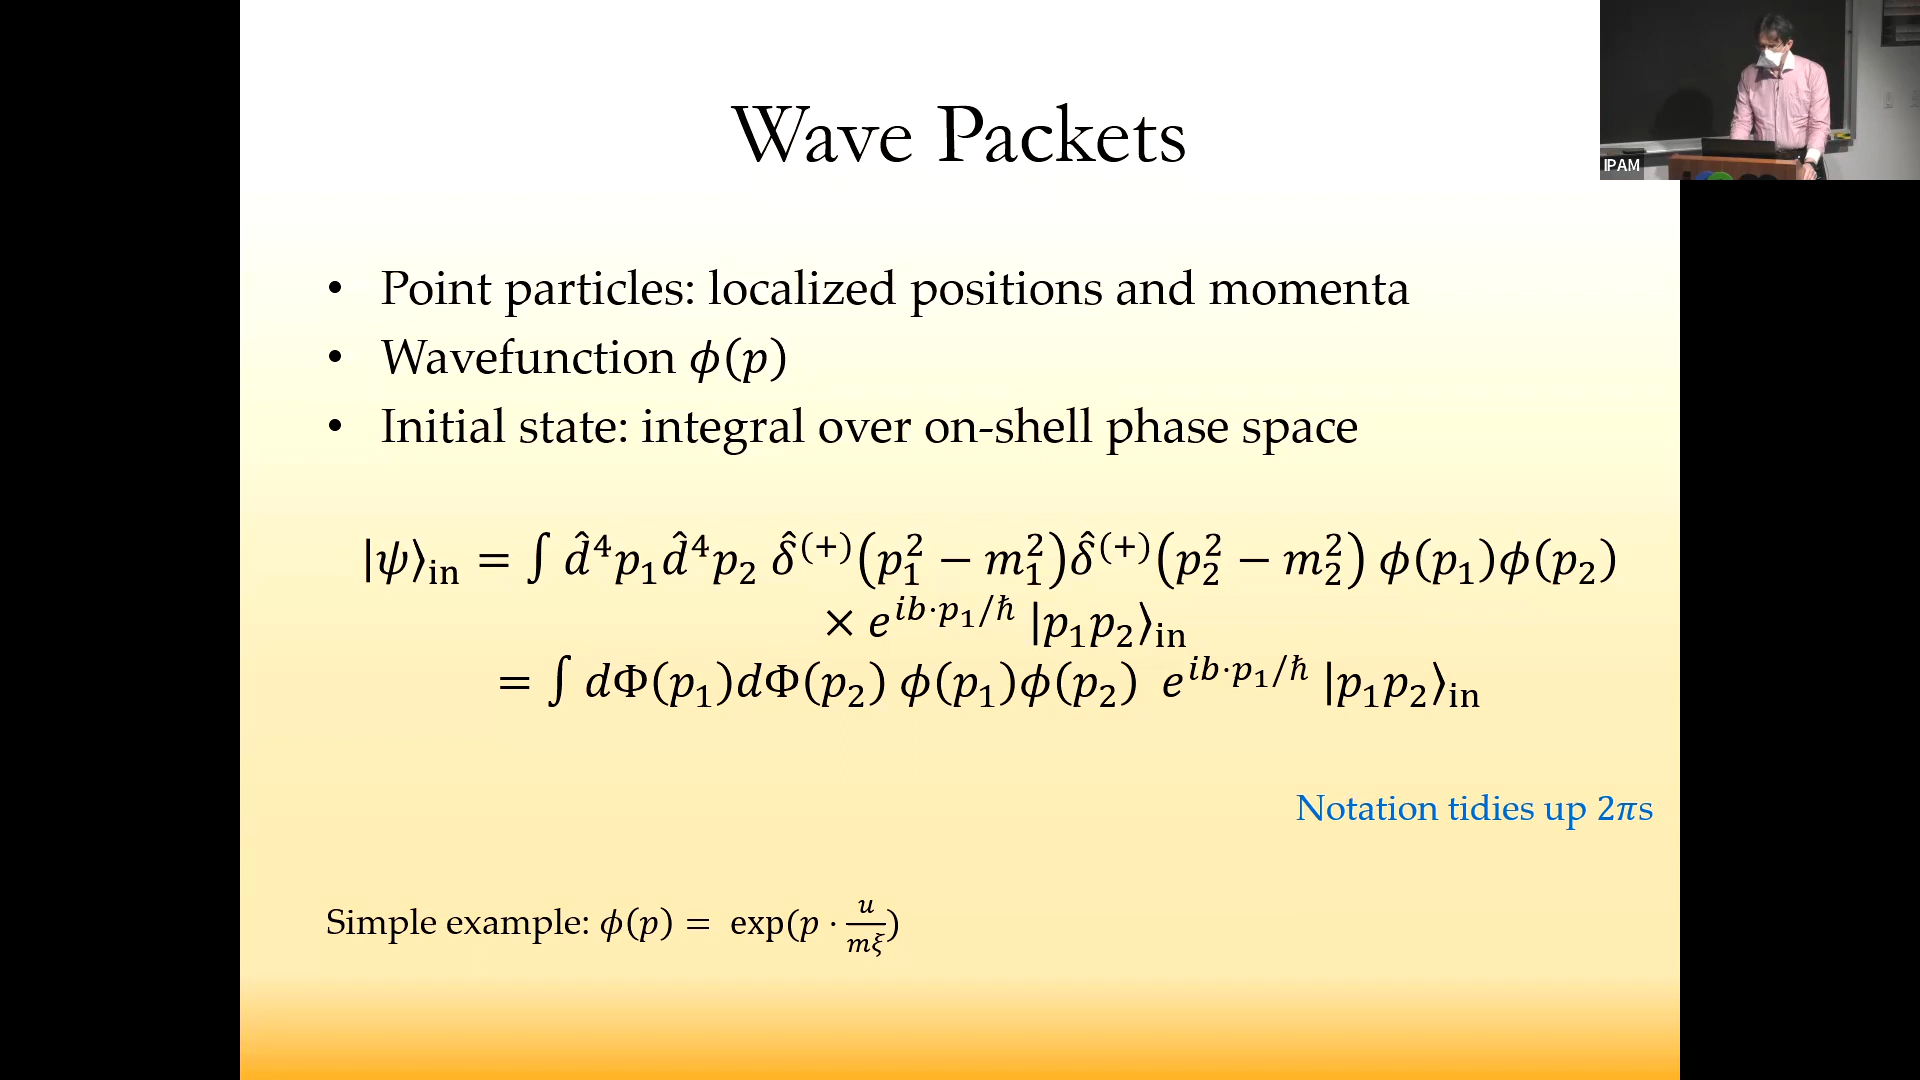 Wave Packets
IPAM
• Point particles: localized positions and momenta
• Wavefunction 𝜙(𝑝)
• Initial state: integral over on-shell phase space
|𝜓⟩ᵢₙ = ∫ d̂⁴p₁d̂⁴p₂ δ̂⁽⁺⁾(p₁² − m₁²)δ̂⁽⁺⁾(p₂² − m₂²) 𝜙(p₁)𝜙(p₂)
× e^{ib·p₁/ℏ} |p₁p₂⟩ᵢₙ
= ∫ dΦ(p₁)dΦ(p₂) 𝜙(p₁)𝜙(p₂) e^{ib·p₁/ℏ} |p₁p₂⟩ᵢₙ
Notation tidies up 2𝜋s
Simple example: 𝜙(𝑝) = exp(𝑝 · u/mξ)